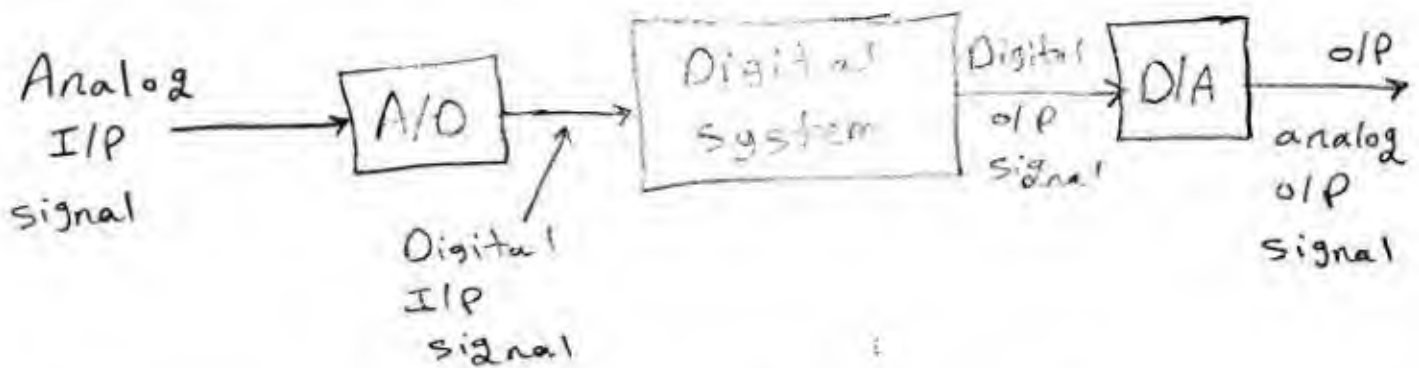 Analog
I/P
signal
A/D
Digital
I/P
signal
Digital
system
Digital
o/p
signal
D/A
o/p
analog
o/p
signal